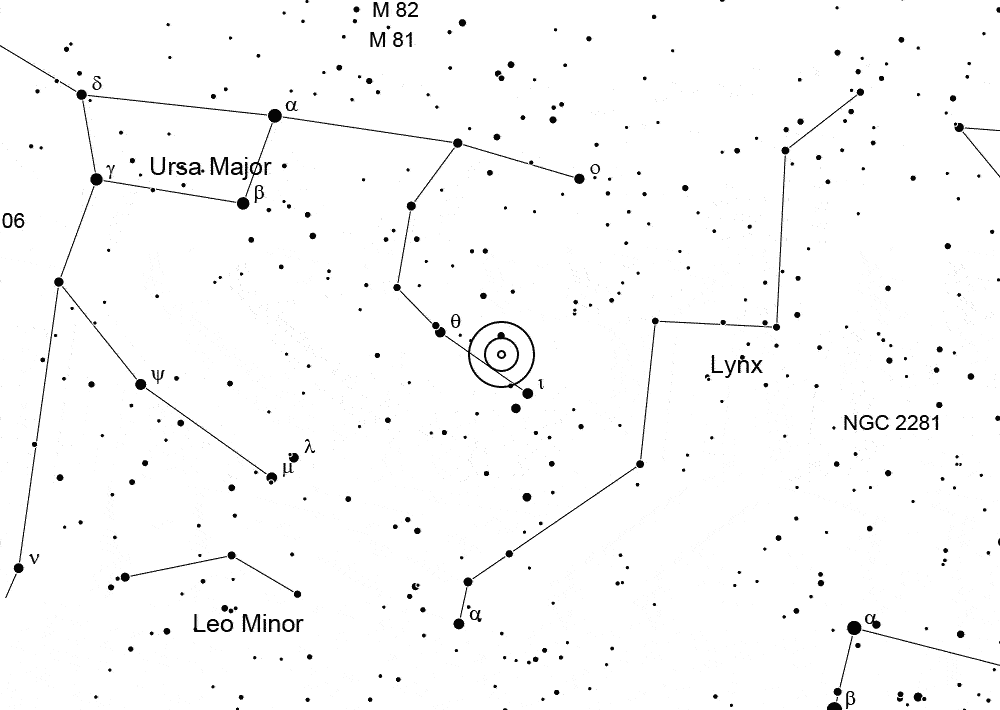 M 82
M 81
δ
α
Ursa Major
γ
β
ο
06
θ
Lynx
ι
ψ
NGC 2281
λ
μ
ν
α
Leo Minor
α
β